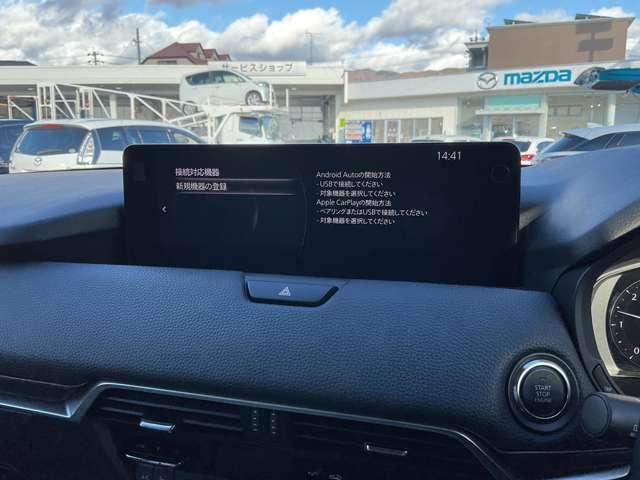 サービスショップ
mazda
14:41
接続対応機器
新規機器の登録
Android Autoの開始方法
- USBで接続してください
- 対象機器を選択してください
Apple CarPlayの開始方法
- ペアリングまたはUSBで接続してください
- 対象機器を選択してください
START
STOP
ENGINE
2
1
0